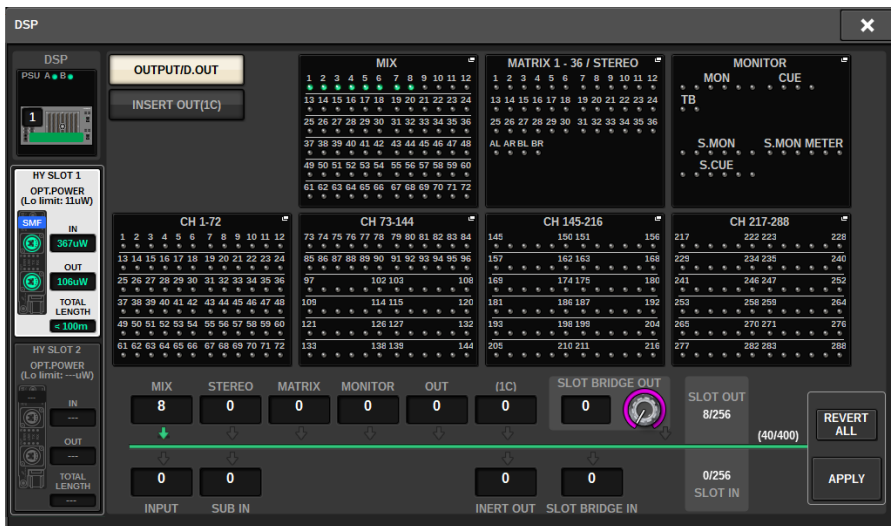 DSP
DSP
PSU A B
1
HY SLOT 1
OPT.POWER
(Lo limit: 11uW)
SMF
IN
367uW
OUT
106uW
TOTAL
LENGTH
< 100m
HY SLOT 2
OPT.POWER
(Lo limit: ---uW)
---
IN
---
OUT
---
TOTAL
LENGTH
---
OUTPUT/D.OUT
INSERT OUT(1C)
MIX
1 2 3 4 5 6 7 8 9 10 11 12
13 14 15 16 17 18 19 20 21 22 23 24
25 26 27 28 29 30 31 32 33 34 35 36
37 38 39 40 41 42 43 44 45 46 47 48
49 50 51 52 53 54 55 56 57 58 59 60
61 62 63 64 65 66 67 68 69 70 71 72
MATRIX 1 - 36 / STEREO
1 2 3 4 5 6 7 8 9 10 11 12
13 14 15 16 17 18 19 20 21 22 23 24
25 26 27 28 29 30 31 32 33 34 35 36
AL AR BL BR
MONITOR
MON CUE
TB
S.MON S.MON METER
S.CUE
CH 1-72
1 2 3 4 5 6 7 8 9 10 11 12
13 14 15 16 17 18 19 20 21 22 23 24
25 26 27 28 29 30 31 32 33 34 35 36
37 38 39 40 41 42 43 44 45 46 47 48
49 50 51 52 53 54 55 56 57 58 59 60
61 62 63 64 65 66 67 68 69 70 71 72
CH 73-144
73 74 75 76 77 78 79 80 81 82 83 84
85 86 87 88 89 90 91 92 93 94 95 96
97 102 103 108
109 114 115 120
121 126 127 132
133 138 139 144
CH 145-216
145 150 151 156
157 162 163 168
169 174 175 180
181 186 187 192
193 198 199 204
205 210 211 216
CH 217-288
217 222 223 228
229 234 235 240
241 246 247 252
253 258 259 264
265 270 271 276
277 282 283 288
MIX STEREO MATRIX MONITOR OUT (1C) SLOT BRIDGE OUT
8 0 0 0 0 0 0
SLOT OUT
8/256
(40/400)
0 0 0 0
0/256
SLOT IN
INPUT SUB IN INERT OUT SLOT BRIDGE IN
REVERT
ALL
APPLY